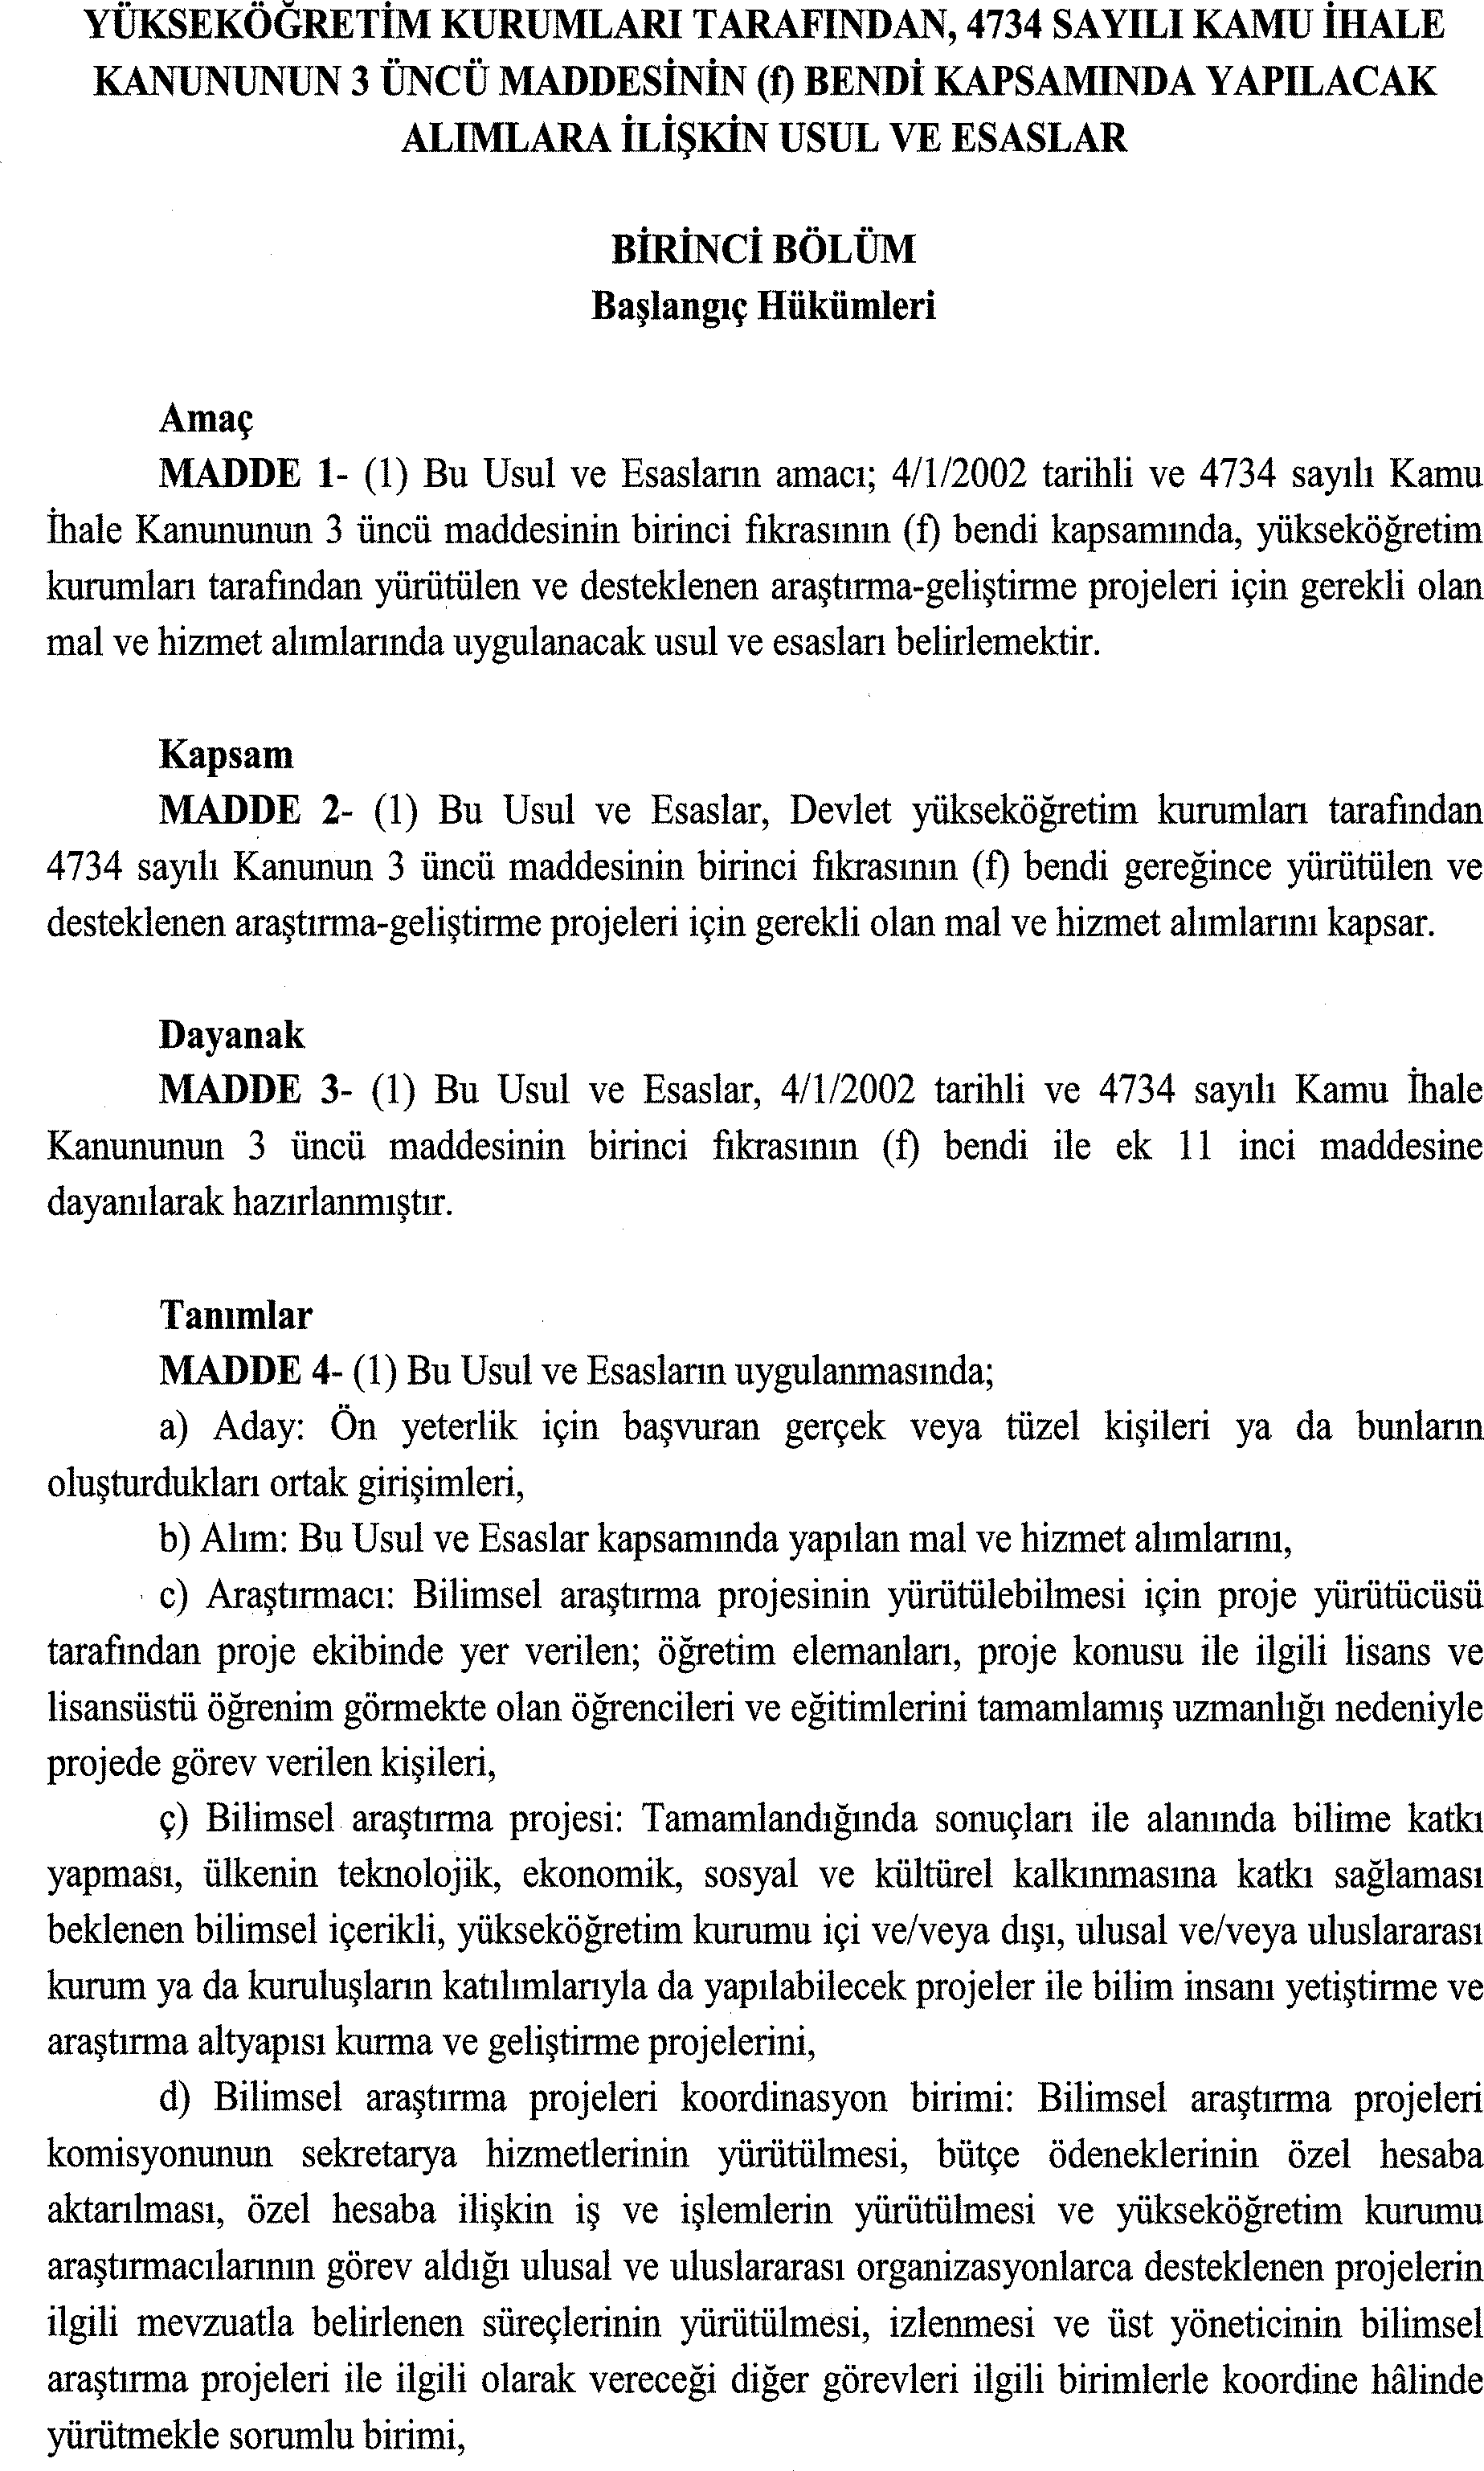 YÜKSEKÖĞRETİM KURUMLARI TARAFINDAN, 4734 SAYILI KAMU İHALE
KANUNUNUN 3 ÜNCÜ MADDESİNİN (f) BENDİ KAPSAMINDA YAPILACAK
ALIMLARA İLİŞKİN USUL VE ESASLAR
BİRİNCİ BÖLÜM
Başlangıç Hükümleri
Amaç
MADDE 1- (1) Bu Usul ve Esasların amacı; 4/1/2002 tarihli ve 4734 sayılı Kamu
İhale Kanununun 3 üncü maddesinin birinci fıkrasının (f) bendi kapsamında, yükseköğretim
kurumları tarafından yürütülen ve desteklenen araştırma-geliştirme projeleri için gerekli olan
mal ve hizmet alımlarında uygulanacak usul ve esasları belirlemektir.
Kapsam
MADDE 2- (1) Bu Usul ve Esaslar, Devlet yükseköğretim kurumları tarafından
4734 sayılı Kanunun 3 üncü maddesinin birinci fıkrasının (f) bendi gereğince yürütülen ve
desteklenen araştırma-geliştirme projeleri için gerekli olan mal ve hizmet alımlarını kapsar.
Dayanak
MADDE 3- (1) Bu Usul ve Esaslar, 4/1/2002 tarihli ve 4734 sayılı Kamu İhale
Kanununun 3 üncü maddesinin birinci fıkrasının (f) bendi ile ek 11 inci maddesine
dayanılarak hazırlanmıştır.
Tanımlar
MADDE 4- (1) Bu Usul ve Esasların uygulanmasında;
a) Aday: Ön yeterlik için başvuran gerçek veya tüzel kişileri ya da bunların
oluşturdukları ortak girişimleri,
b) Alım: Bu Usul ve Esaslar kapsamında yapılan mal ve hizmet alımlarını,
c) Araştırmacı: Bilimsel araştırma projesinin yürütülebilmesi için proje yürütücüsü
tarafından proje ekibinde yer verilen; öğretim elemanları, proje konusu ile ilgili lisans ve
lisansüstü öğrenim görmekte olan öğrencileri ve eğitimlerini tamamlamış uzmanlığı nedeniyle
projede görev verilen kişileri,
ç) Bilimsel araştırma projesi: Tamamlandığında sonuçları ile alanında bilime katkı
yapması, ülkenin teknolojik, ekonomik, sosyal ve kültürel kalkınmasına katkı sağlaması
beklenen bilimsel içerikli, yükseköğretim kurumu içi ve/veya dışı, ulusal ve/veya uluslararası
kurum ya da kuruluşların katılımlarıyla da yapılabilecek projeler ile bilim insanı yetiştirme ve
araştırma altyapısı kurma ve geliştirme projelerini,
d) Bilimsel araştırma projeleri koordinasyon birimi: Bilimsel araştırma projeleri
komisyonunun sekretarya hizmetlerinin yürütülmesi, bütçe ödeneklerinin özel hesaba
aktarılması, özel hesaba ilişkin iş ve işlemlerin yürütülmesi ve yükseköğretim kurumu
araştırmacılarının görev aldığı ulusal ve uluslararası organizasyonlarca desteklenen projelerin
ilgili mevzuatla belirlenen süreçlerinin yürütülmesi, izlenmesi ve üst yöneticinin bilimsel
araştırma projeleri ile ilgili olarak vereceği diğer görevleri ilgili birimlerle koordine hâlinde
yürütmekle sorumlu birimi,